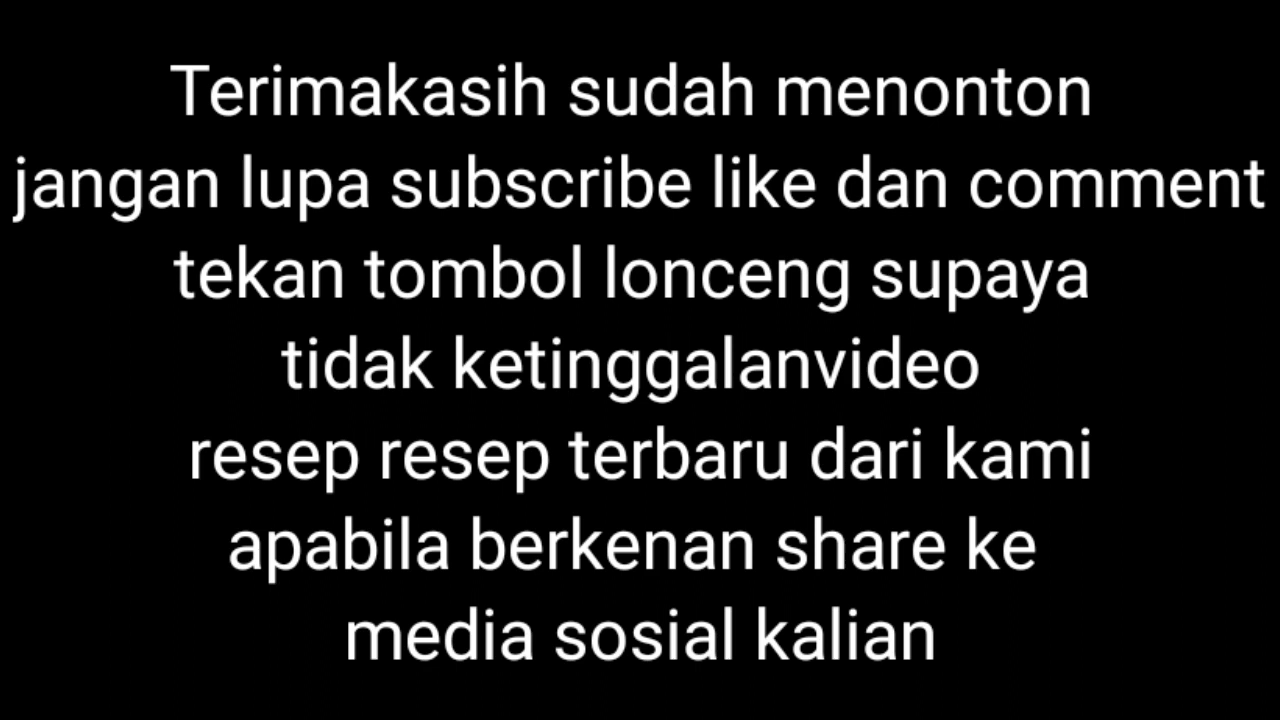 Terimakasih sudah menonton
jangan lupa subscribe like dan comment
tekan tombol lonceng supaya
tidak ketinggalanvideo
resep resep terbaru dari kami
apabila berkenan share ke
media sosial kalian